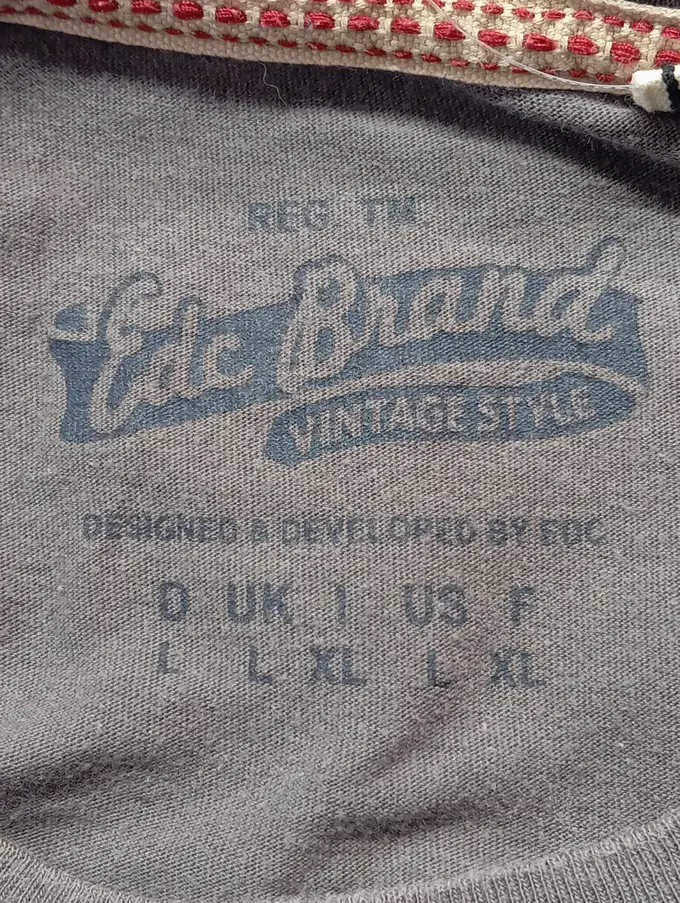 REG. TM
Edc Brand
VINTAGE STYLE
DESIGNED & DEVELOPED BY EDC
D UK I US F
L L XL L XL